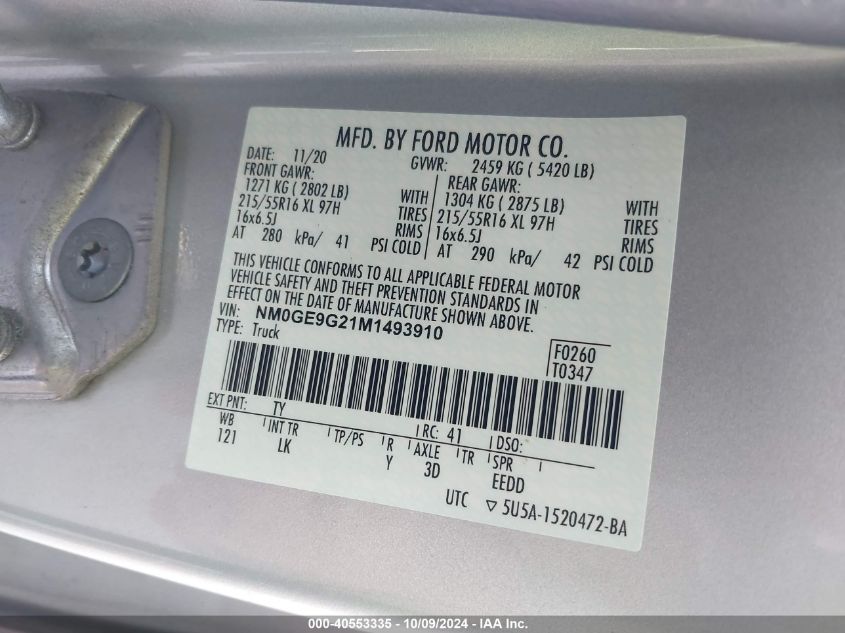 MFD. BY FORD MOTOR CO.
DATE: 11/20 GVWR: 2459 KG ( 5420 LB)
FRONT GAWR: REAR GAWR:
1271 KG ( 2802 LB) WITH 1304 KG ( 2875 LB) WITH
215/55R16 XL 97H TIRES 215/55R16 XL 97H TIRES
16x6.5J RIMS 16x6.5J RIMS
AT 280 kPa/ 41 PSI COLD AT 290 kPa/ 42 PSI COLD
THIS VEHICLE CONFORMS TO ALL APPLICABLE FEDERAL MOTOR
VEHICLE SAFETY AND THEFT PREVENTION STANDARDS IN
EFFECT ON THE DATE OF MANUFACTURE SHOWN ABOVE.
VIN: NM0GE9G21M1493910
TYPE: Truck
F0260
T0347
EXT PNT: TY RC: 41 DSO:
WB INT TR TP/PS R AXLE TR SPR
121 LK Y 3D EEDD
UTC ▽ 5U5A-1520472-BA
000-40553335 - 10/09/2024 - IAA Inc.